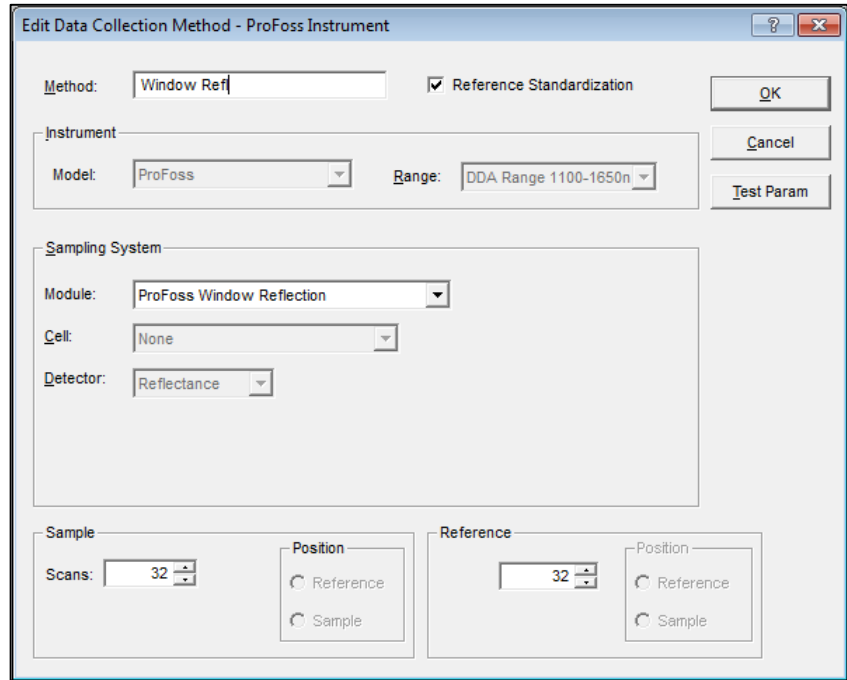 Edit Data Collection Method - ProFoss Instrument
Method: Window Refl Reference Standardization OK
Instrument Cancel
Model: ProFoss Range: DDA Range 1100-1650n Test Param
Sampling System
Module: ProFoss Window Reflection
Cell: None
Detector: Reflectance
Sample Reference
Position Position
Scans: 32 32
Reference Reference
Sample Sample